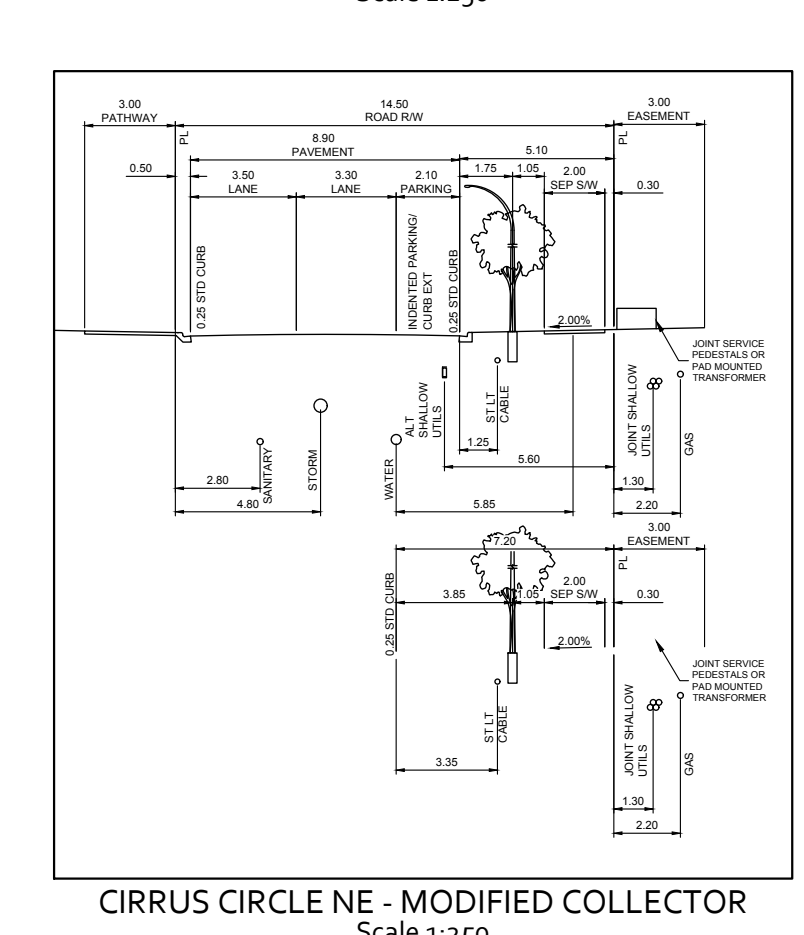 3.00
PATHWAY
14.50
ROAD R/W
3.00
EASEMENT
PL
PL
8.90
PAVEMENT
5.10
0.50
3.50
LANE
3.30
LANE
2.10
PARKING
1.75
1.05
2.00
SEP S/W
0.30
0.25 STD CURB
INDENTED PARKING/
CURB EXT
0.25 STD CURB
2.00%
JOINT SERVICE
PEDESTALS OR
PAD MOUNTED
TRANSFORMER
SANITARY
STORM
WATER
ALT
SHALLOW
UTILS
ST LT
CABLE
JOINT SHALLOW
UTILS
GAS
1.25
5.60
2.80
4.80
5.85
1.30
2.20
7.20
3.00
EASEMENT
PL
0.25 STD CURB
3.85
1.05
2.00
SEP S/W
0.30
2.00%
JOINT SERVICE
PEDESTALS OR
PAD MOUNTED
TRANSFORMER
ST LT
CABLE
JOINT SHALLOW
UTILS
GAS
3.35
1.30
2.20
CIRRUS CIRCLE NE - MODIFIED COLLECTOR